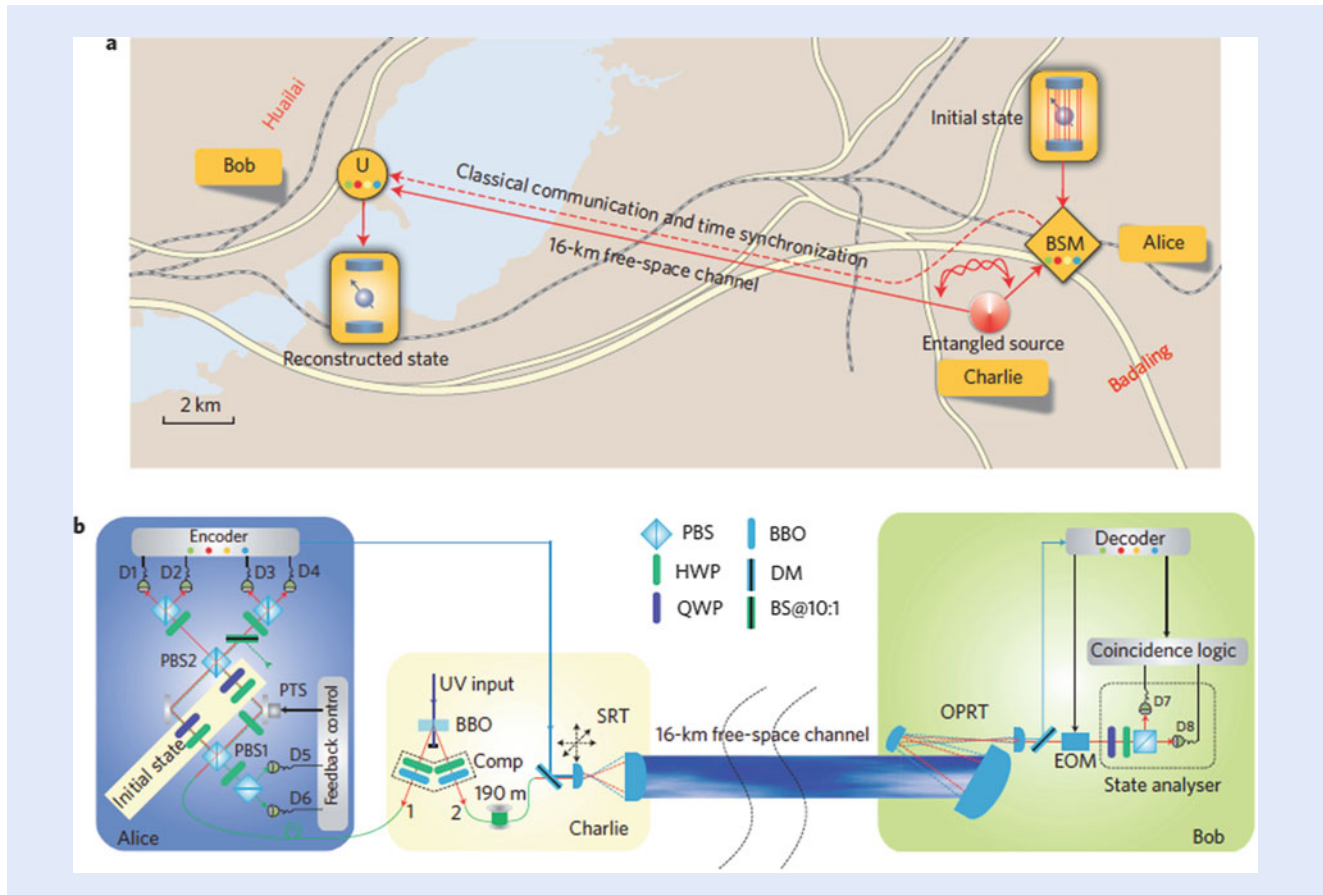 a
Huailai
Bob
U
Reconstructed state
2 km
Classical communication and time synchronization
16-km free-space channel
Initial state
BSM
Alice
Entangled source
Charlie
Badaling
b
Encoder
D1 D2 D3 D4
PBS2
PTS
Initial state
PBS1
D5
D6
Feedback control
Alice
PBS BBO
HWP DM
QWP BS@10:1
UV input
BBO
Comp
190 m
1 2
SRT
Charlie
16-km free-space channel
OPRT
Decoder
Coincidence logic
D7
D8
EOM
State analyser
Bob